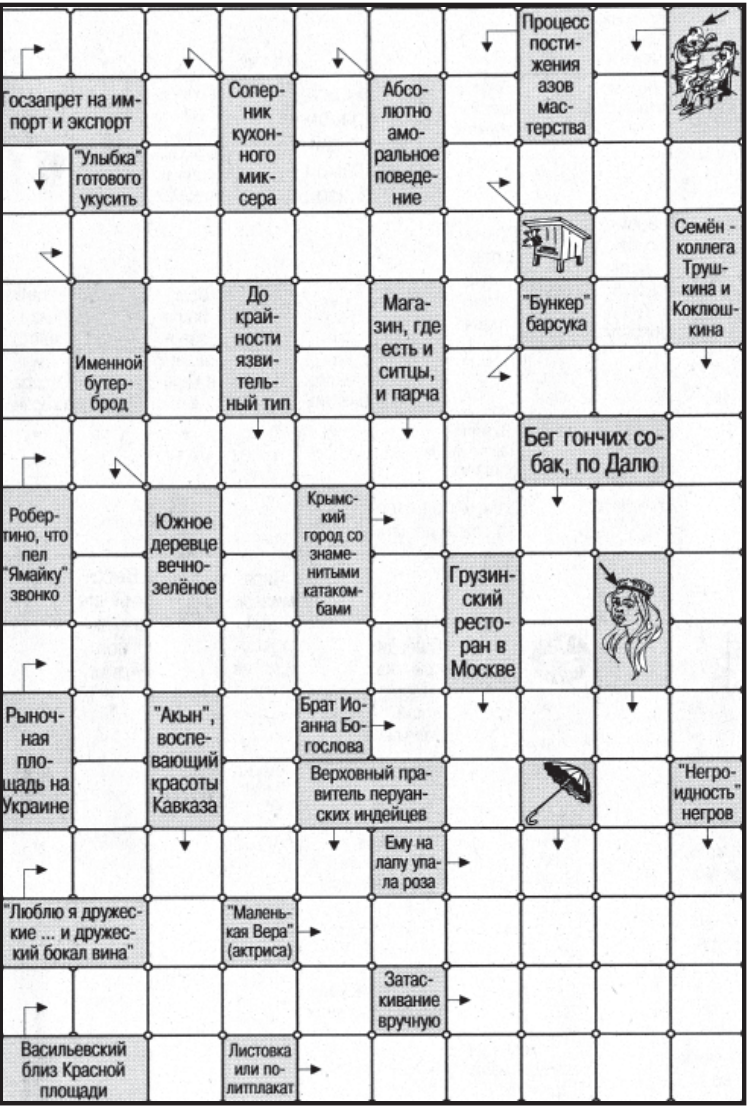 Процесс
пости-
жения
азов
мас-
терства
Госзапрет на им-
порт и экспорт
Сопер-
ник
кухон-
ного
мик-
сера
Абсо-
лютно
амо-
ральное
поведе-
ние
"Улыбка"
готового
укусить
Семён -
коллега
Труш-
кина и
Коклюш-
кина
Именной
бутер-
брод
До
край-
ности
язви-
тель-
ный тип
Мага-
зин, где
есть и
ситцы,
и парча
"Бункер"
барсука
Бег гончих со-
бак, по Далю
Робер-
тино, что
пел
"Ямайку"
звонко
Южное
деревце
вечно-
зелёное
Крымс-
кий
город со
знаме-
нитыми
катаком-
бами
Грузин-
ский
ресто-
ран в
Москве
Рыноч-
ная
пло-
щадь на
Украине
"Акын",
воспе-
вающий
красоты
Кавказа
Брат Ио-
анна Бо-
гослова
Верховный пра-
витель перуан-
ских индейцев
"Негро-
идность"
негров
Ему на
лапу упа-
ла роза
"Люблю я дружес-
кие ... и дружес-
кий бокал вина"
"Малень-
кая Вера"
(актриса)
Затас-
кивание
вручную
Васильевский
близ Красной
площади
Листовка
или по-
литплакат